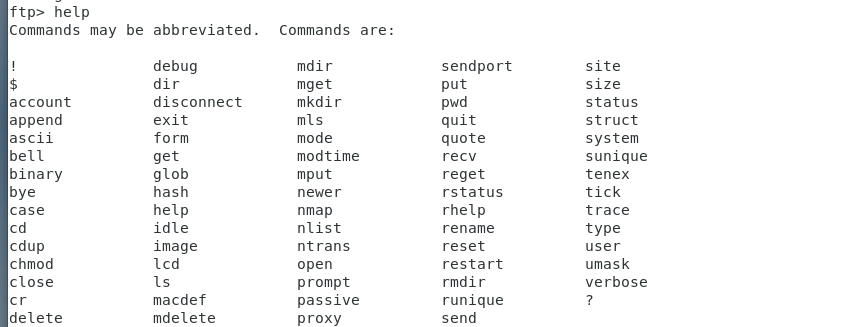 ftp> help
Commands may be abbreviated.  Commands are:
!               debug           mdir            sendport        site
$               dir             mget            put             size
account         disconnect      mkdir           pwd             status
append          exit            mls             quit            struct
ascii           form            mode            quote           system
bell            get             modtime         recv            sunique
binary          glob            mput            reget           tenex
bye             hash            newer           rstatus         tick
case            help            nmap            rhelp           trace
cd              idle            nlist           rename          type
cdup            image           ntrans          reset           user
chmod           lcd             open            restart         umask
close           ls              prompt          rmdir           verbose
cr              macdef          passive         runique         ?
delete          mdelete         proxy           send